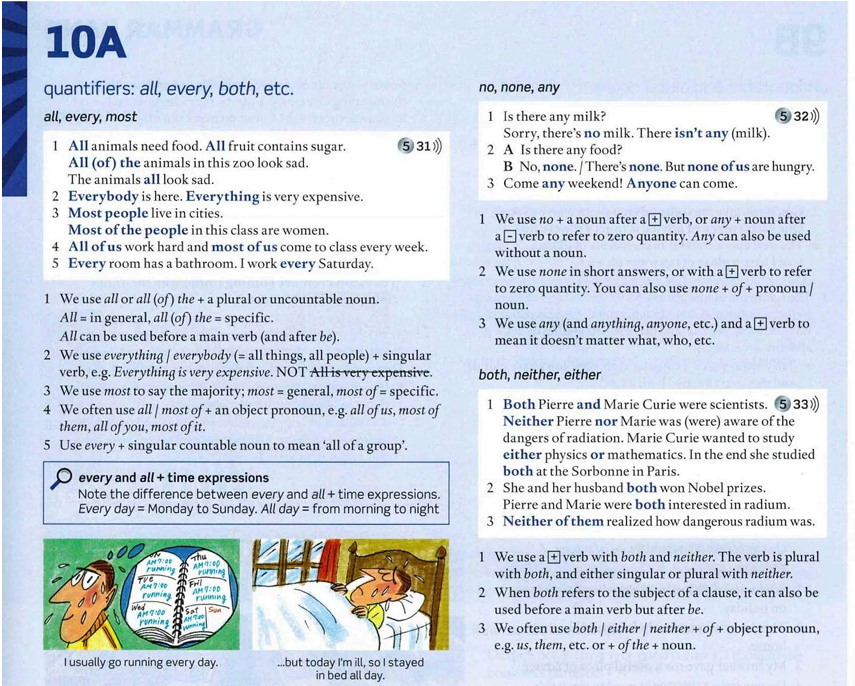 10A
quantifiers: all, every, both, etc.
all, every, most
1 All animals need food. All fruit contains sugar.
5 31))
All (of) the animals in this zoo look sad.
The animals all look sad.
2 Everybody is here. Everything is very expensive.
3 Most people live in cities.
Most of the people in this class are women.
4 All of us work hard and most of us come to class every week.
5 Every room has a bathroom. I work every Saturday.
1 We use all or all (of) the + a plural or uncountable noun.
All = in general, all (of) the = specific.
All can be used before a main verb (and after be).
2 We use everything / everybody (= all things, all people) + singular
verb, e.g. Everything is very expensive. NOT All is very expensive.
3 We use most to say the majority; most = general, most of = specific.
4 We often use all / most of + an object pronoun, e.g. all of us, most of
them, all of you, most of it.
5 Use every + singular countable noun to mean 'all of a group'.
every and all + time expressions
Note the difference between every and all + time expressions.
Every day = Monday to Sunday. All day = from morning to night
AM 7:00
running
Tue
AM 7:00
running
Wed
AM 7:00
running
Thu
AM 7:00
running
Fri
AM 7:00
running
Sat
AM 7:00
running
Sun
I usually go running every day.
...but today I'm ill, so I stayed
in bed all day.
no, none, any
1 Is there any milk?
5 32))
Sorry, there's no milk. There isn't any (milk).
2 A Is there any food?
B No, none. / There's none. But none of us are hungry.
3 Come any weekend! Anyone can come.
1 We use no + a noun after a + verb, or any + noun after
a - verb to refer to zero quantity. Any can also be used
without a noun.
2 We use none in short answers, or with a + verb to refer
to zero quantity. You can also use none + of + pronoun /
noun.
3 We use any (and anything, anyone, etc.) and a + verb to
mean it doesn't matter what, who, etc.
both, neither, either
1 Both Pierre and Marie Curie were scientists.
5 33))
Neither Pierre nor Marie was (were) aware of the
dangers of radiation. Marie Curie wanted to study
either physics or mathematics. In the end she studied
both at the Sorbonne in Paris.
2 She and her husband both won Nobel prizes.
Pierre and Marie were both interested in radium.
3 Neither of them realized how dangerous radium was.
1 We use a + verb with both and neither. The verb is plural
with both, and either singular or plural with neither.
2 When both refers to the subject of a clause, it can also be
used before a main verb but after be.
3 We often use both / either / neither + of + object pronoun,
e.g. us, them, etc. or + of the + noun.